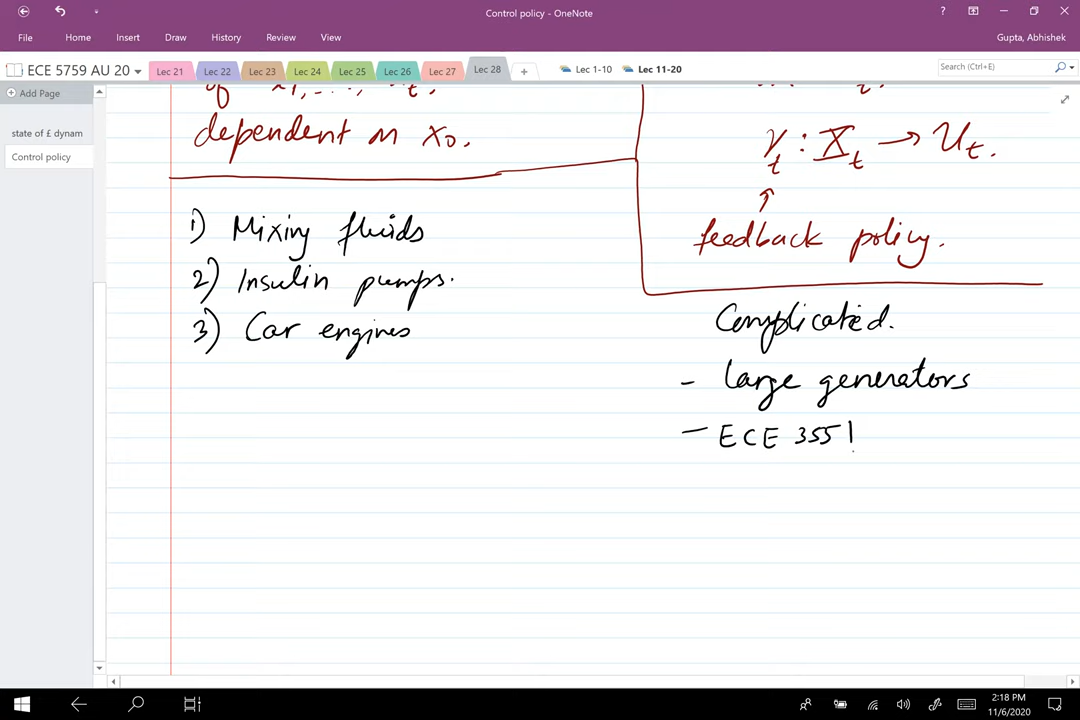 Control policy - OneNote
Gupta, Abhishek
File Home Insert Draw History Review View
ECE 5759 AU 20
Lec 21 Lec 22 Lec 23 Lec 24 Lec 25 Lec 26 Lec 27 Lec 28 Lec 1-10 Lec 11-20
Search (Ctrl+E)
Add Page
state of £ dynam
Control policy
dependent on x0.
γt : Xt → Ut.
feedback policy.
1) Mixing fluids
2) Insulin pumps.
3) Car engines
Complicated.
- large generators
- ECE 3551
2:18 PM
11/6/2020